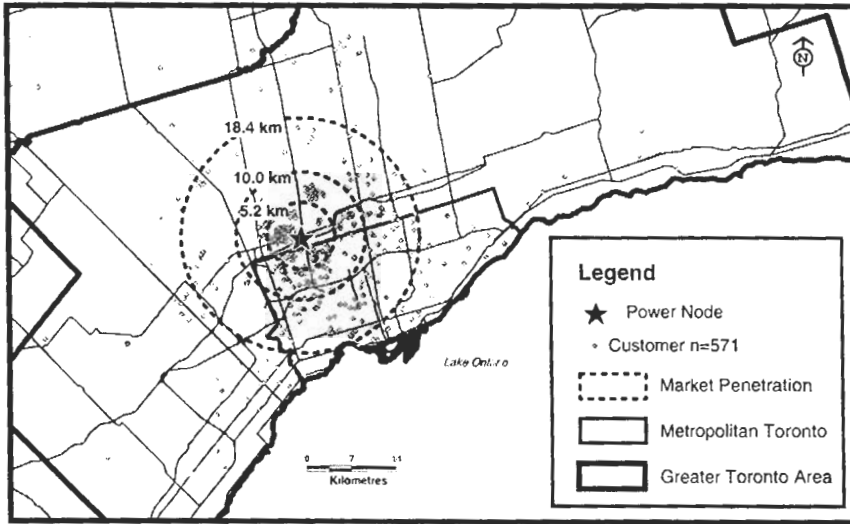 N
18.4 km
10.0 km
5.2 km
Legend
Power Node
Customer n=571
Market Penetration
Metropolitan Toronto
Greater Toronto Area
Lake Ontario
0 7 14
Kilometres